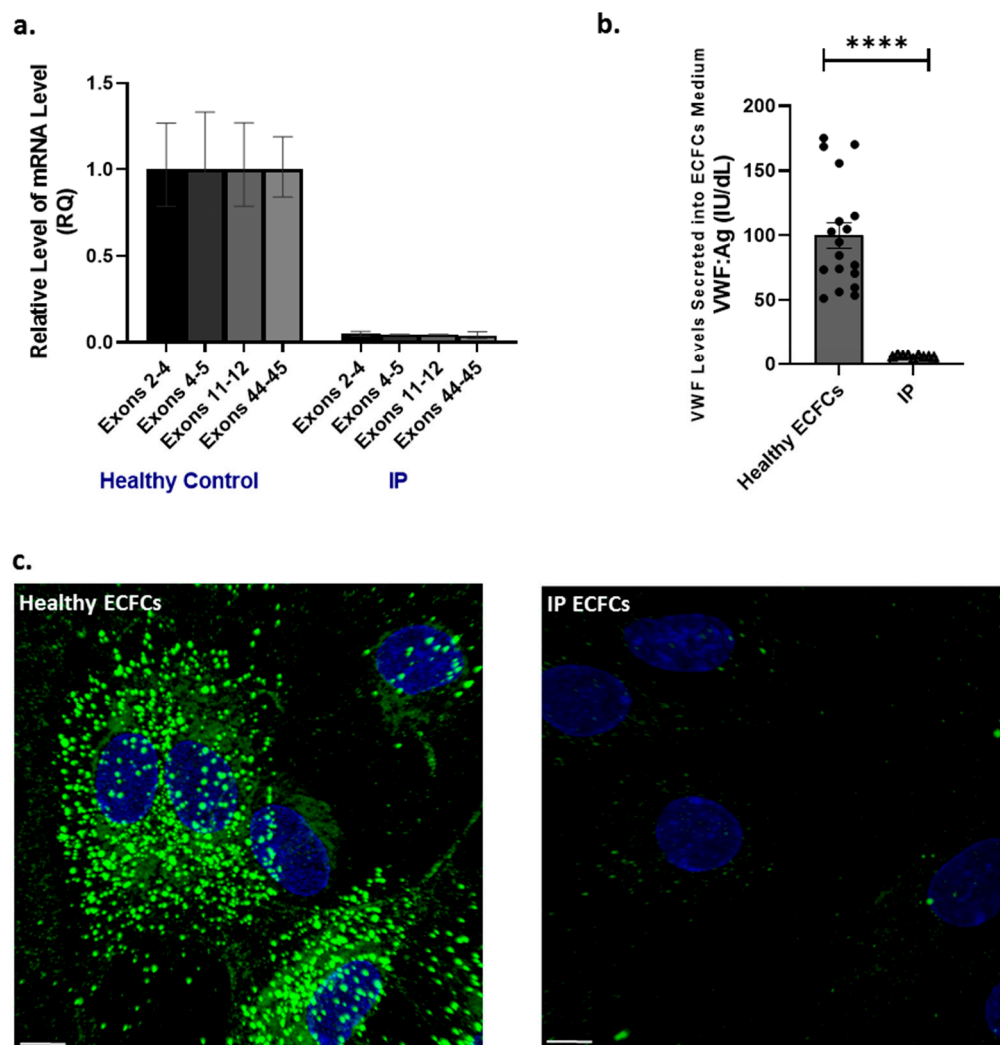 a.
Relative Level of mRNA Level
(RQ)
1.5
1.0
0.5
0.0
Exons 2-4
Exons 4-5
Exons 11-12
Exons 44-45
Exons 2-4
Exons 4-5
Exons 11-12
Exons 44-45
Healthy Control
IP
b.
VWF Levels Secreted into ECFCs Medium
VWF:Ag (IU/dL)
****
200
150
100
50
0
Healthy ECFCs
IP
c.
Healthy ECFCs
IP ECFCs